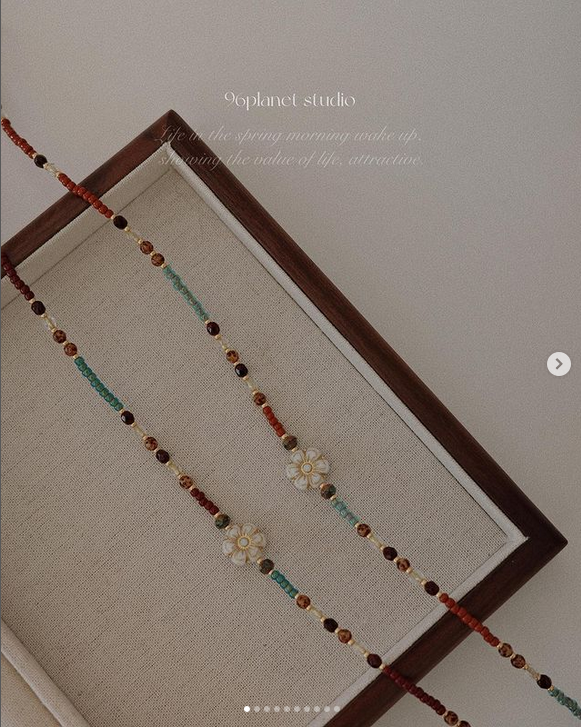 96planet studio
Life in the spring morning wake up.
showing the value of life, attractive.